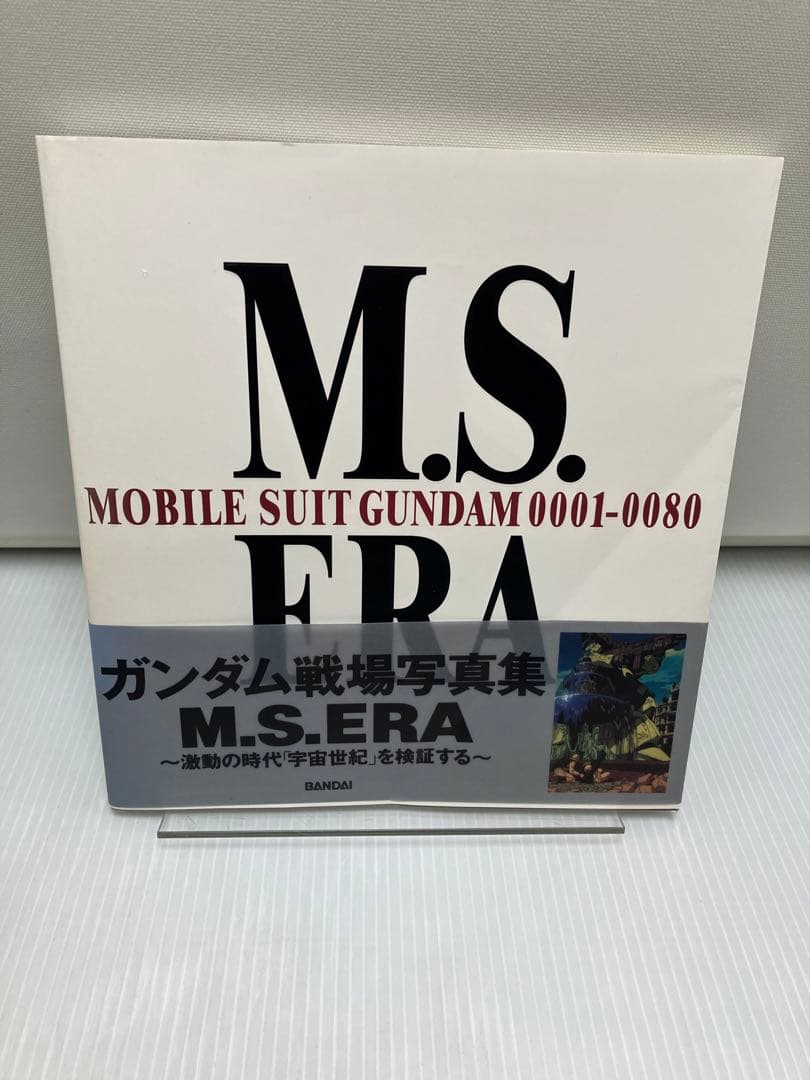 M.S.
MOBILE SUIT GUNDAM 0001-0080
ERA
ガンダム戦場写真集
M.S.ERA
～激動の時代「宇宙世紀」を検証する～
BANDAI